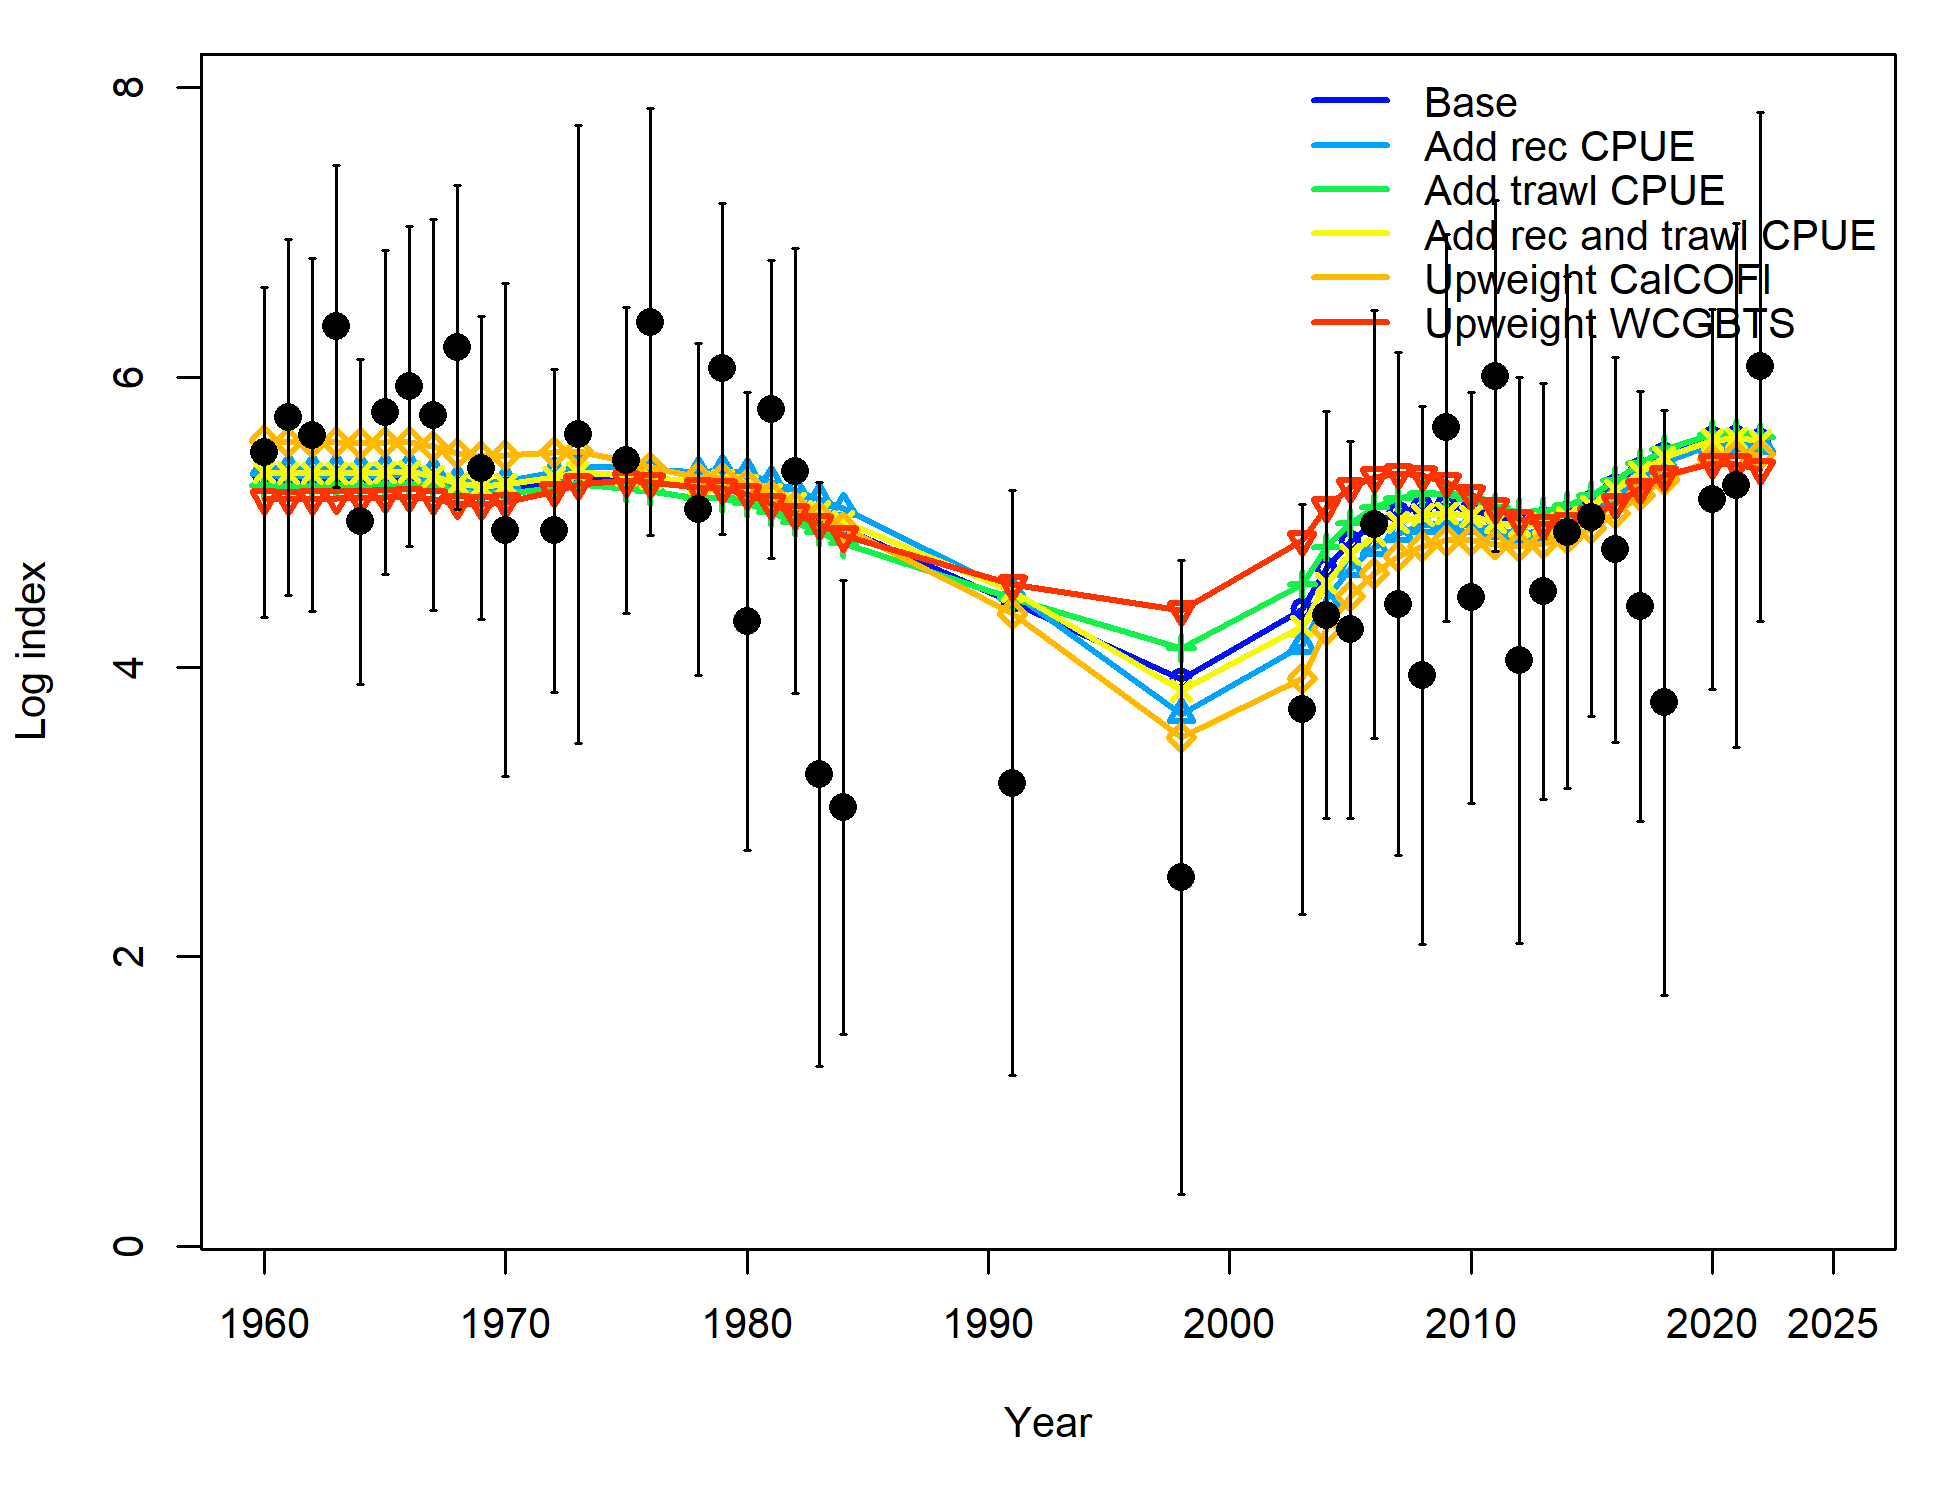 8
6
4
2
0
Log index
Base
Add rec CPUE
Add trawl CPUE
Add rec and trawl CPUE
Upweight CalCOFI
Upweight WCGBTS
1960 1970 1980 1990 2000 2010 2020 2025
Year